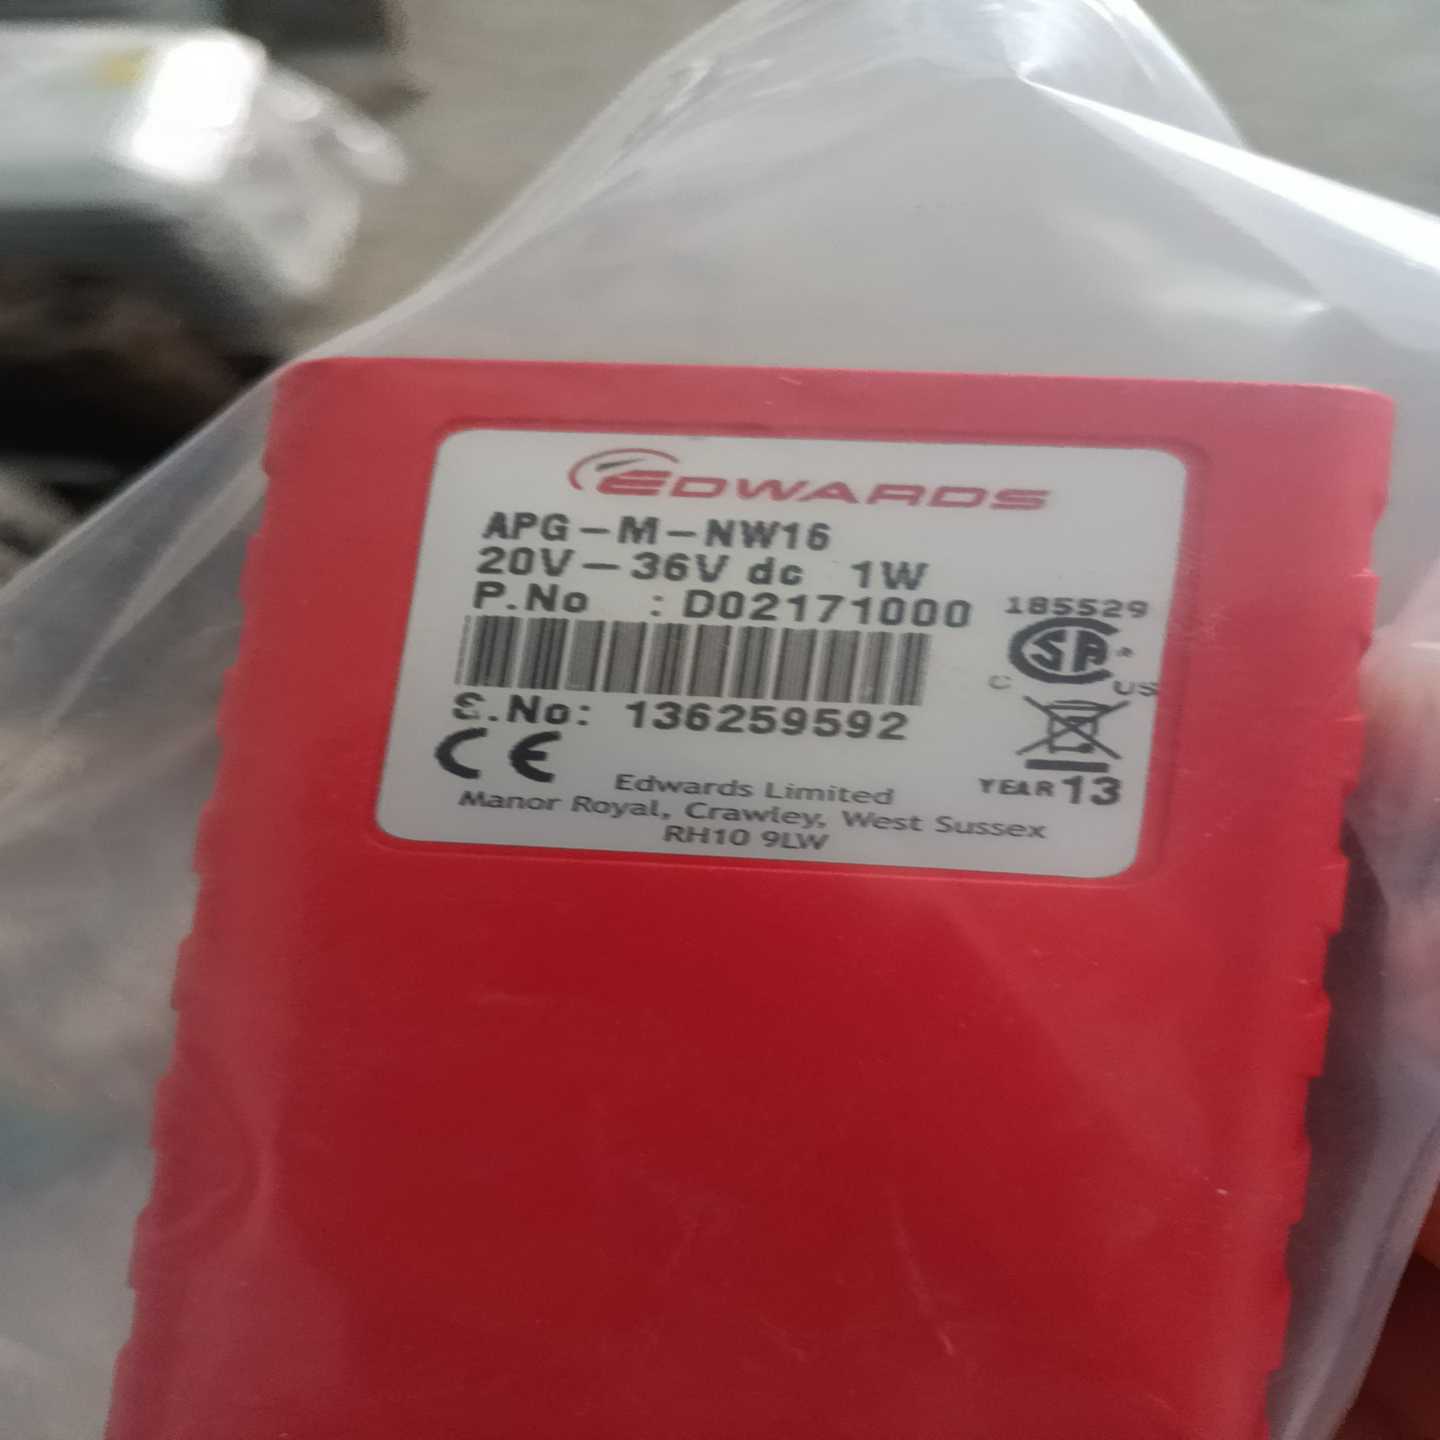 EDWARDS
APG-M-NW16
20V-36V dc 1W
P.No : D02171000
185529
CSA ®
C US
S.No: 136259592
CE
YEAR 13
Edwards Limited
Manor Royal, Crawley, West Sussex
RH10 9LW